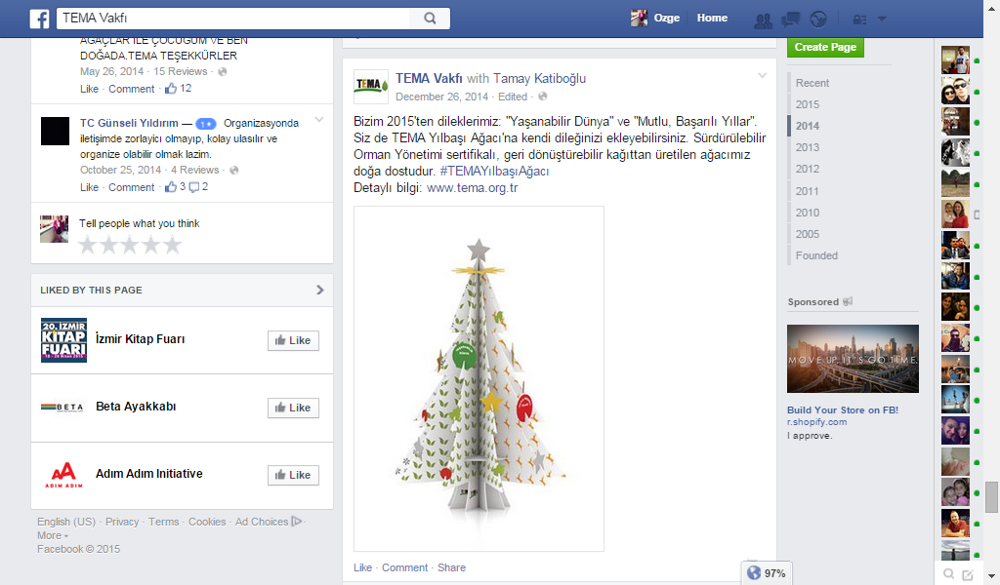 TEMA Vakfı
Ozge
Home
AĞAÇLAR İLE ÇOCUĞUM VE BEN
DOĞADA.TEMA TEŞEKKÜRLER
May 26, 2014 · 15 Reviews ·
Like · Comment · 12
TC Günseli Yıldırım — 1★ Organizasyonda
iletişimde zorlayıcı olmayıp, kolay ulasilır ve
organize olabilir olmak lazim.
October 25, 2014 · 4 Reviews ·
Like · Comment · 3 2
Tell people what you think
LIKED BY THIS PAGE
20. İZMİR
KİTAP
FUARI
İzmir Kitap Fuarı
Like
BETA
Beta Ayakkabı
Like
ADIM ADIM
Adım Adım Initiative
Like
English (US) · Privacy · Terms · Cookies · Ad Choices ·
More
Facebook © 2015
TEMA
TEMA Vakfı with Tamay Katiboğlu
December 26, 2014 · Edited ·
Bizim 2015'ten dileklerimiz: "Yaşanabilir Dünya" ve "Mutlu, Başarılı Yıllar".
Siz de TEMA Yılbaşı Ağacı'na kendi dileğinizi ekleyebilirsiniz. Sürdürülebilir
Orman Yönetimi sertifikalı, geri dönüştürebilir kağıttan üretilen ağacımız
doğa dostudur. #TEMAYılbaşıAğacı
Detaylı bilgi: www.tema.org.tr
Like · Comment · Share
Create Page
Recent
2015
2014
2013
2012
2011
2010
2005
Founded
Sponsored
MOVE UP. IT'S GO TIME.
Build Your Store on FB!
r.shopify.com
I approve.
97%